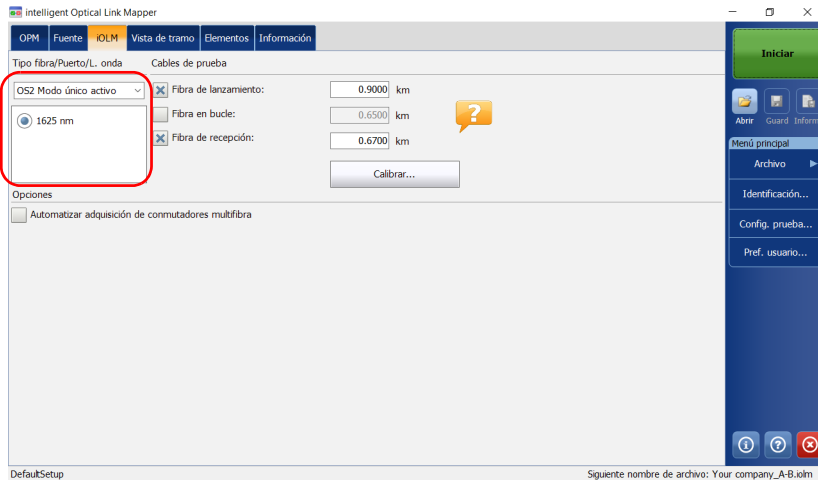 intelligent Optical Link Mapper
OPM Fuente iOLM Vista de tramo Elementos Información
Tipo fibra/Puerto/L. onda Cables de prueba
OS2 Modo único activo
1625 nm
Fibra de lanzamiento: 0.9000 km
Fibra en bucle: 0.6500 km
Fibra de recepción: 0.6700 km
?
Calibrar...
Opciones
Automatizar adquisición de conmutadores multifibra
Iniciar
Abrir Guard Inform
Menú principal
Archivo
Identificación...
Config. prueba...
Pref. usuario...
DefaultSetup
Siguiente nombre de archivo: Your company_A-B.iolm